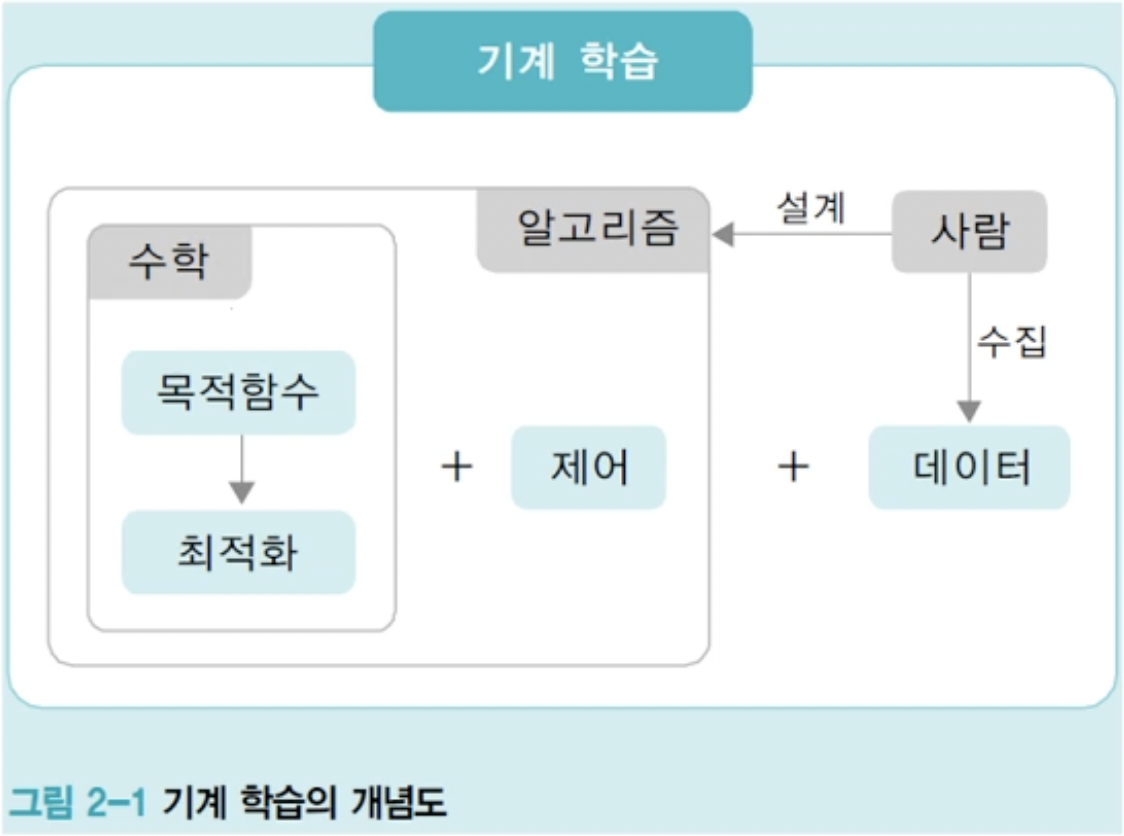 기계 학습
알고리즘
설계
사람
수학
수집
목적함수
+
제어
+
데이터
최적화
그림 2-1 기계 학습의 개념도